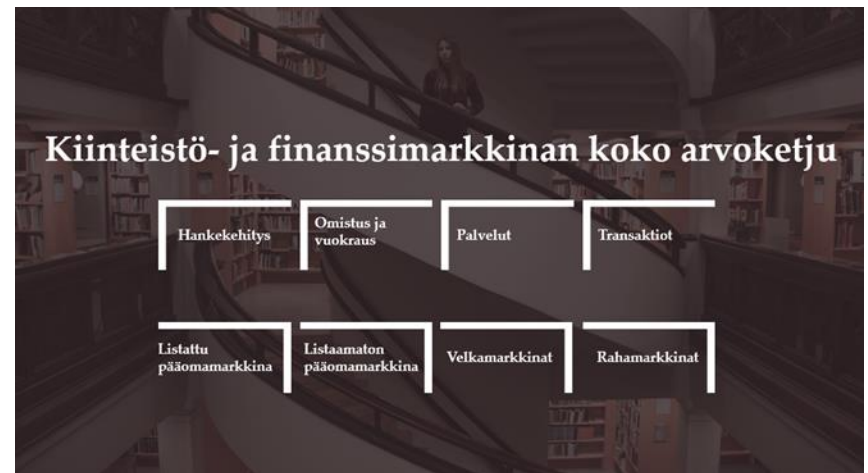 Kiinteistö- ja finanssimarkkinan koko arvoketju
Hankekehitys
Omistus ja
vuokraus
Palvelut
Transaktiot
Listattu
pääomamarkkina
Listaamaton
pääomamarkkina
Velkamarkkinat
Rahamarkkinat